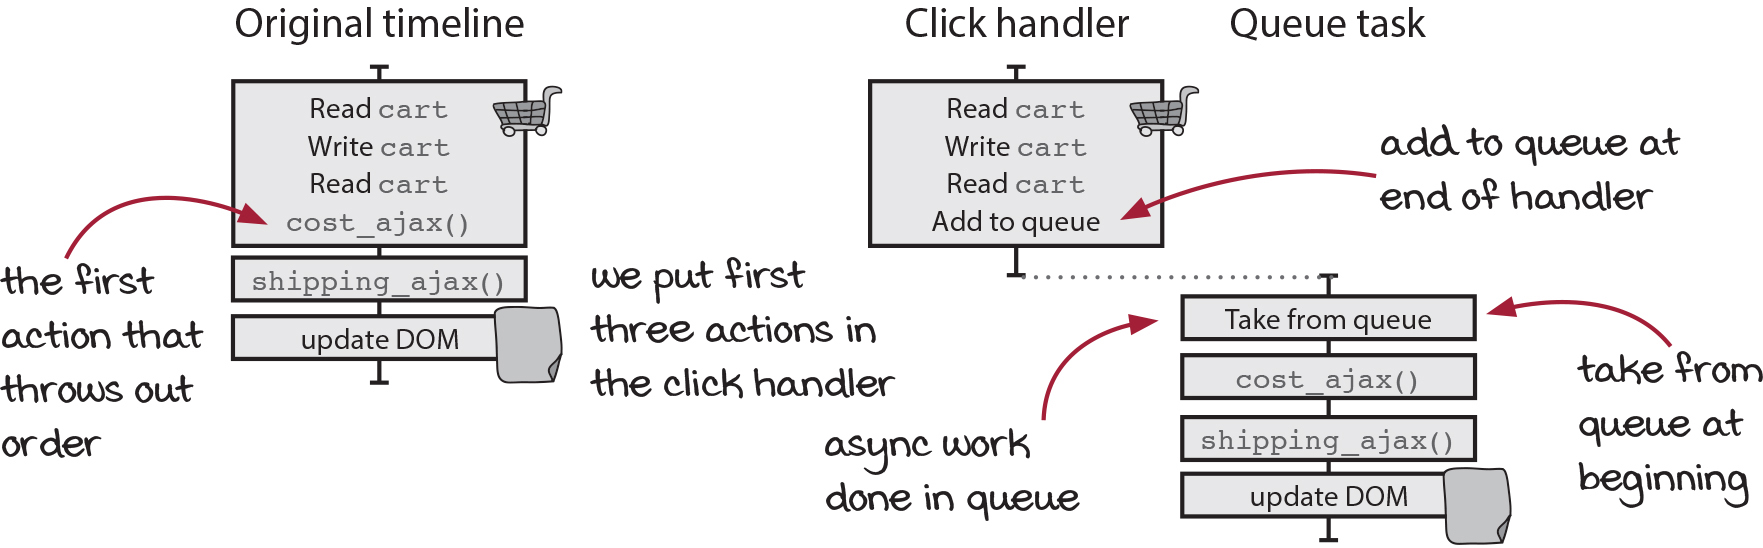 Original timeline
Read cart
Write cart
Read cart
cost_ajax()
shipping_ajax()
update DOM
the first
action that
throws out
order
we put first
three actions in
the click handler
Click handler
Read cart
Write cart
Read cart
Add to queue
add to queue at
end of handler
Queue task
Take from queue
cost_ajax()
shipping_ajax()
update DOM
async work
done in queue
take from
queue at
beginning